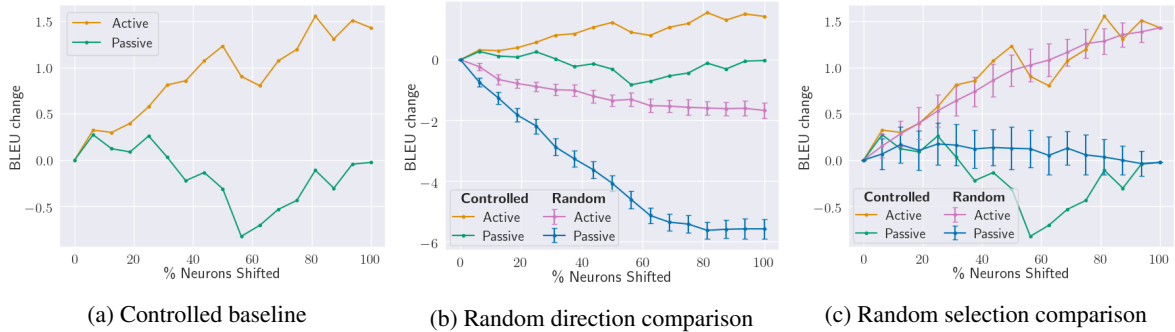 1.5
1.0
0.5
0.0
−0.5
BLEU change
Active
Passive
0
20
40
60
80
100
% Neurons Shifted
(a) Controlled baseline
0
−2
−4
−6
BLEU change
Controlled Random
Active Active
Passive Passive
0
20
40
60
80
100
% Neurons Shifted
(b) Random direction comparison
1.5
1.0
0.5
0.0
−0.5
BLEU change
Controlled Random
Active Active
Passive Passive
0
20
40
60
80
100
% Neurons Shifted
(c) Random selection comparison